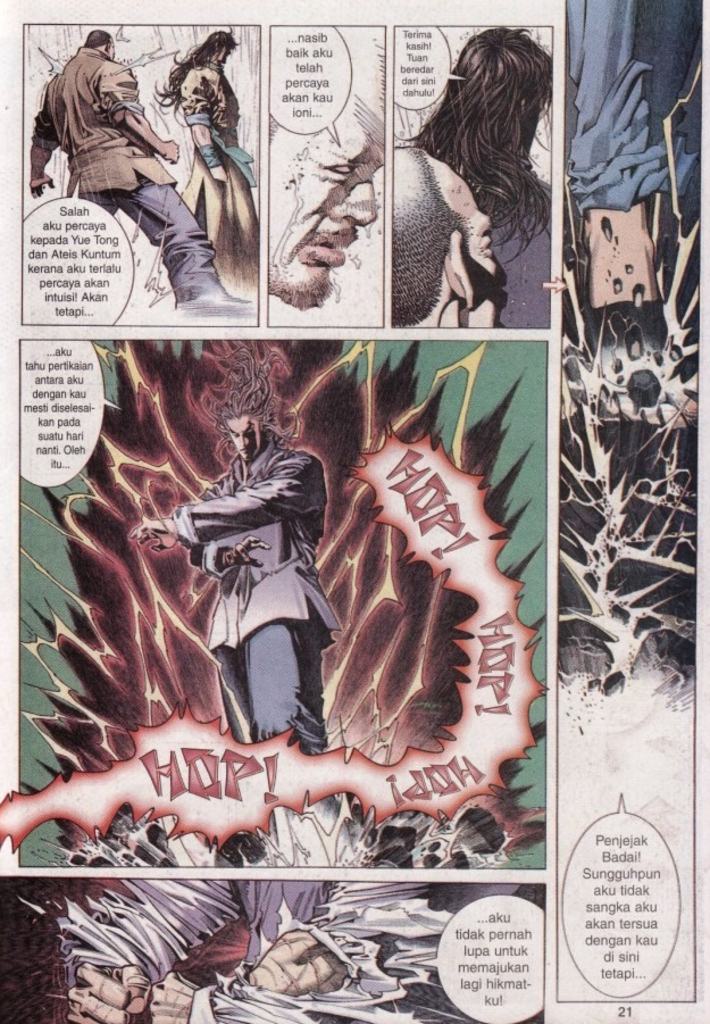 Salah
aku percaya
kepada Yue Tong
dan Ateis Kuntum
kerana aku terlalu
percaya akan
intuisi! Akan
tetapi...
...nasib
baik aku
telah
percaya
akan kau
ioni...
Terima
kasih!
Tuan
beredar
dari sini
dahulu!
Penjejak
Badai!
Sungguhpun
aku tidak
sangka aku
akan tersua
dengan kau
di sini
tetapi...
...aku
tahu pertikaian
antara aku
dengan kau
mesti diselesai-
kan pada
suatu hari
nanti. Oleh
itu...
HOP!
HOP!
HOP!
HOP!
...aku
tidak pernah
lupa untuk
memajukan
lagi hikmat-
ku!
21